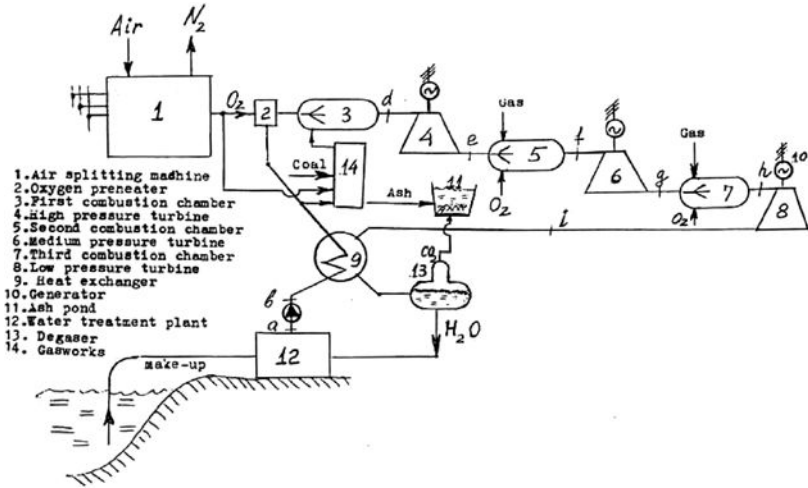 Air
N2
1
O2
2
3
d
4
e
Gas
5
O2
f
6
g
Gas
7
O2
h
10
8
Coal
14
Ash
11
i
1.Air splitting mashine
2.Oxygen preneater
3.First combustion chamber
4.High pressure turbine
5.Second combustion chamber
6.Medium pressure turbine
7.Third combustion chamber
8.Low pressure turbine
9. Heat exchanger
10.Generator
11.Ash pond
12.Water treatment plant
13. Degaser
14. Gasworks
9
CO2
13
H2O
в
a
12
make-up